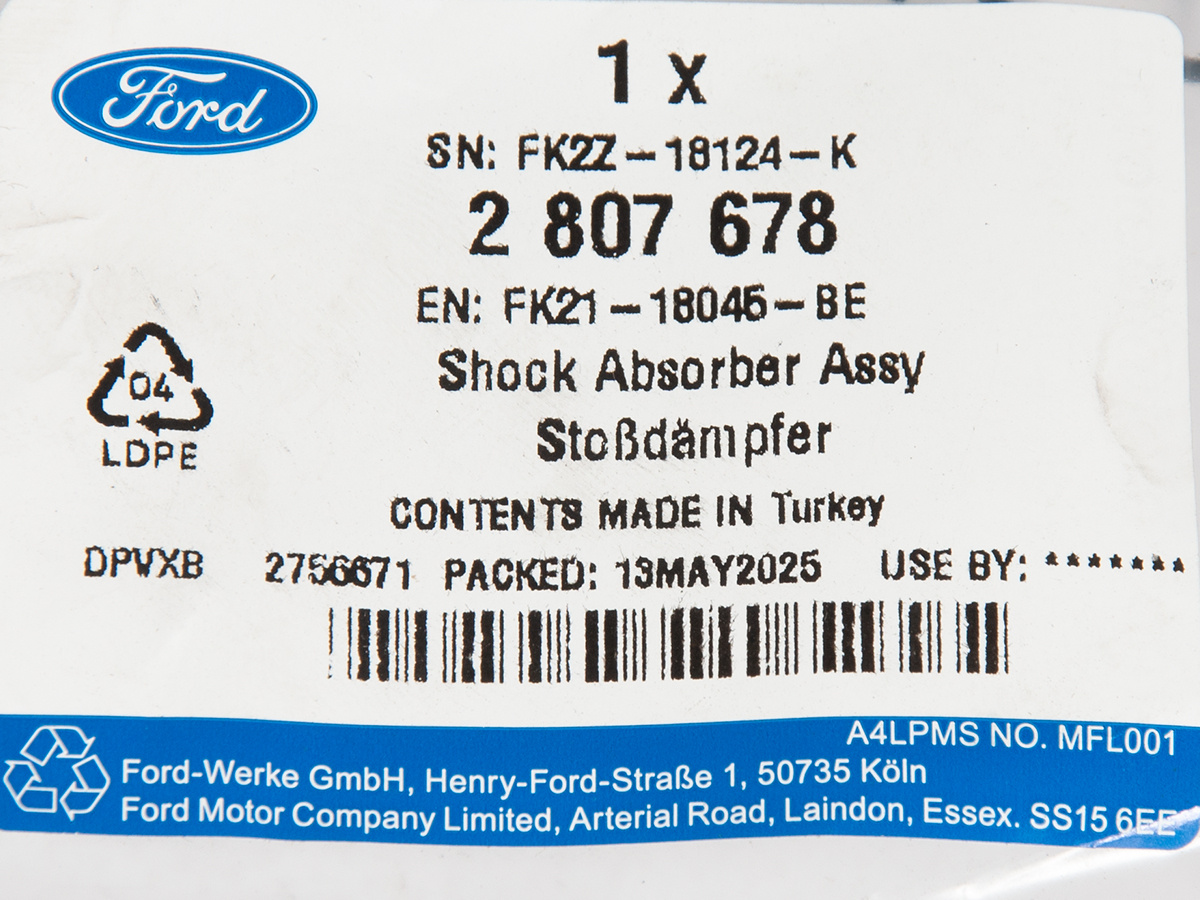 Ford
1 x
SN: FK2Z-18124-K
2 807 678
EN: FK21-18045-BE
Shock Absorber Assy
Stoßdämpfer
04
LDPE
CONTENTS MADE IN Turkey
DPVXB 2756671 PACKED: 13MAY2025 USE BY: *******
A4LPMS NO. MFL001
Ford-Werke GmbH, Henry-Ford-Straße 1, 50735 Köln
Ford Motor Company Limited, Arterial Road, Laindon, Essex. SS15 6EE